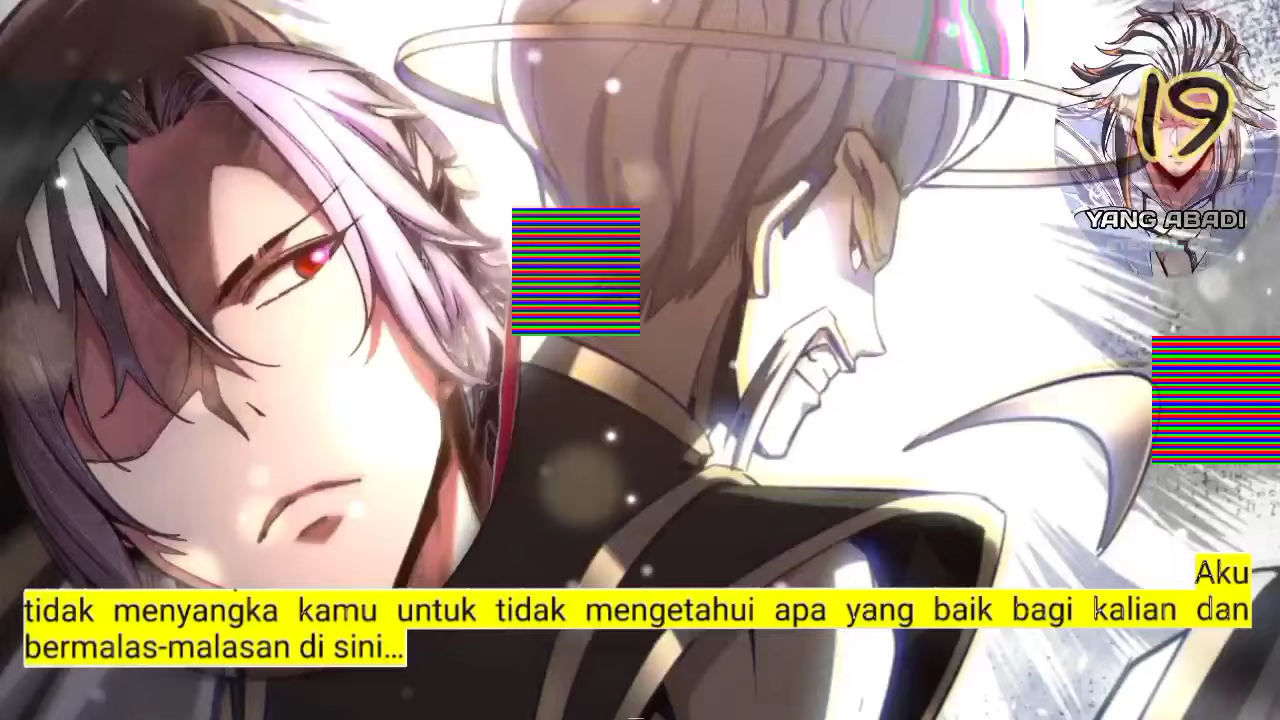 19
YANG ABADI
Aku
tidak menyangka kamu untuk tidak mengetahui apa yang baik bagi kalian dan
bermalas-malasan di sini...